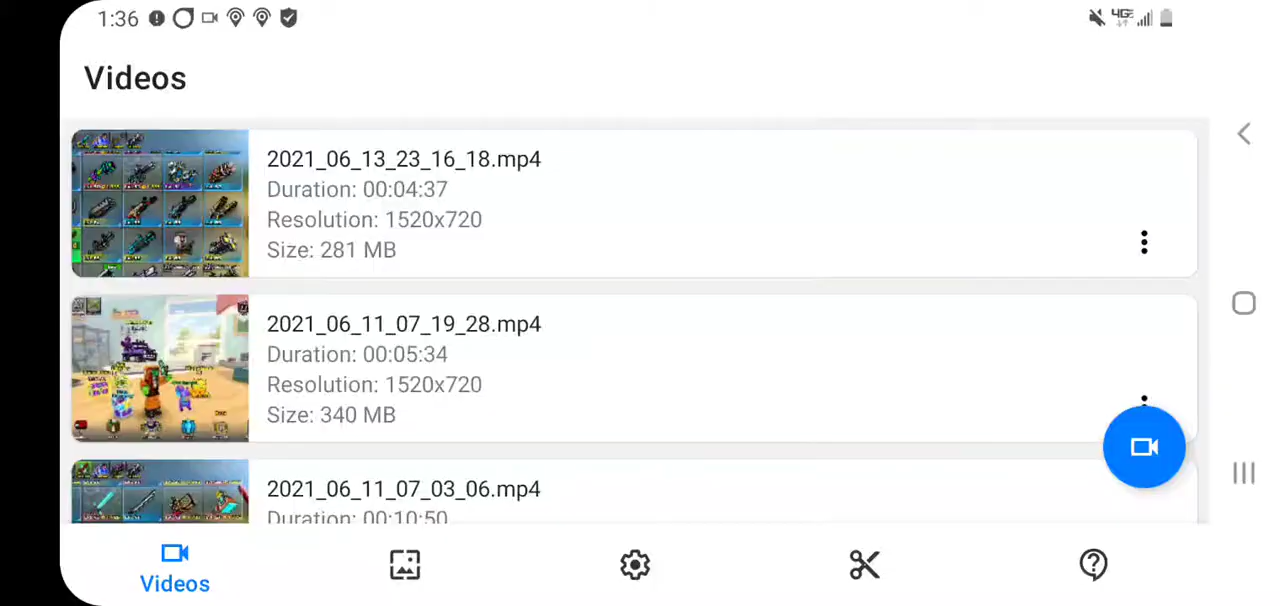 1:36
4GE
Videos
2021_06_13_23_16_18.mp4
Duration: 00:04:37
Resolution: 1520x720
Size: 281 MB
2021_06_11_07_19_28.mp4
Duration: 00:05:34
Resolution: 1520x720
Size: 340 MB
2021_06_11_07_03_06.mp4
Duration: 00:10:50
Videos